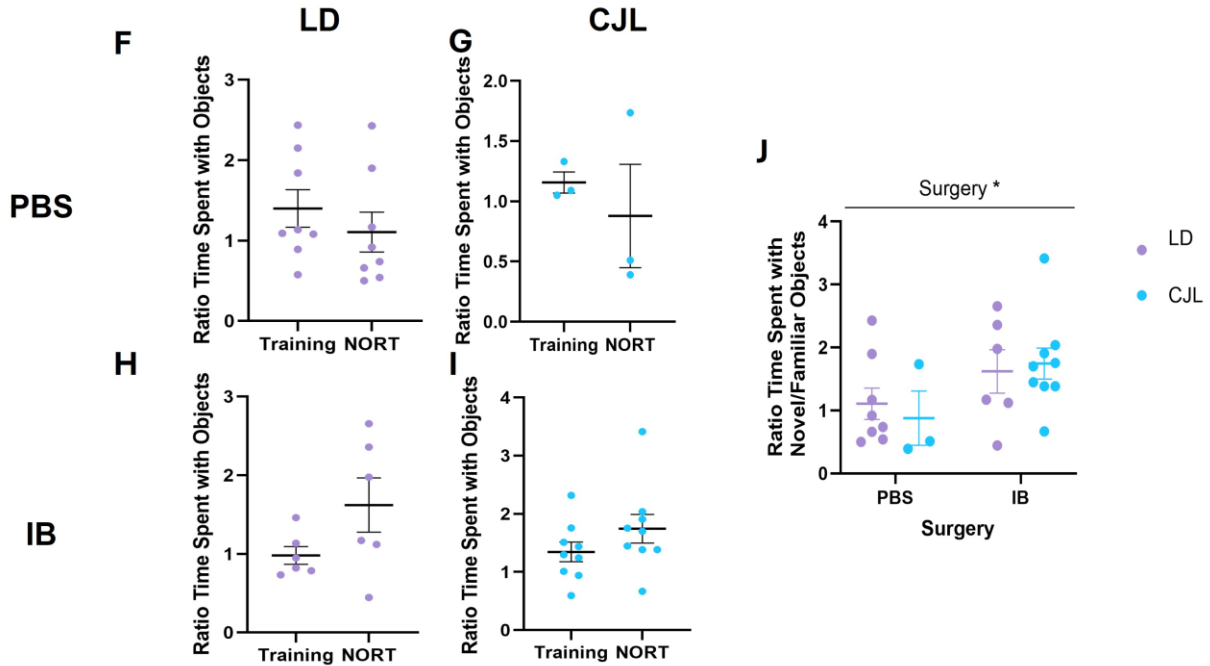 LD
CJL
F
Ratio Time Spent with Objects
3
2
1
0
Training NORT
G
Ratio Time Spent with Objects
2.0
1.5
1.0
0.5
0.0
Training NORT
PBS
H
Ratio Time Spent with Objects
3
2
1
0
Training NORT
I
Ratio Time Spent with Objects
4
3
2
1
0
Training NORT
IB
J
Surgery *
Ratio Time Spent with
Novel/Familiar Objects
4
3
2
1
0
PBS
IB
Surgery
LD
CJL